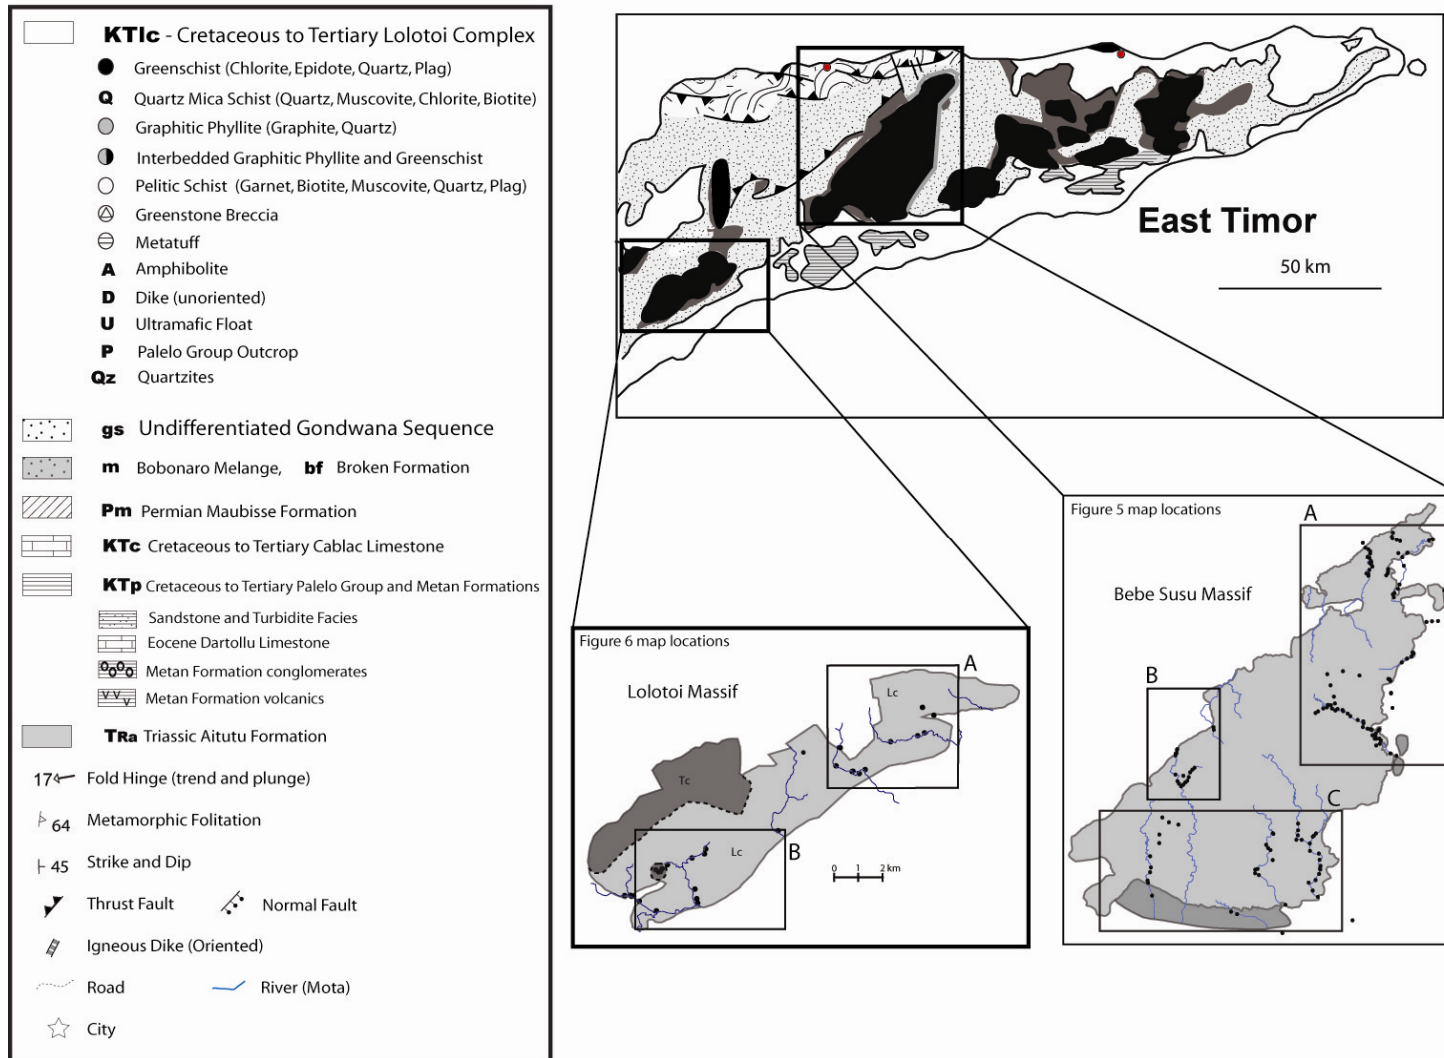 KTlc - Cretaceous to Tertiary Lolotoi Complex
Greenschist (Chlorite, Epidote, Quartz, Plag)
Q Quartz Mica Schist (Quartz, Muscovite, Chlorite, Biotite)
Graphitic Phyllite (Graphite, Quartz)
Interbedded Graphitic Phyllite and Greenschist
Pelitic Schist (Garnet, Biotite, Muscovite, Quartz, Plag)
Greenstone Breccia
Metatuff
A Amphibolite
D Dike (unoriented)
U Ultramafic Float
P Palelo Group Outcrop
Qz Quartzites
gs Undifferentiated Gondwana Sequence
m Bobonaro Melange, bf Broken Formation
Pm Permian Maubisse Formation
KTc Cretaceous to Tertiary Cablac Limestone
KTp Cretaceous to Tertiary Palelo Group and Metan Formations
Sandstone and Turbidite Facies
Eocene Dartollu Limestone
Metan Formation conglomerates
Metan Formation volcanics
TRa Triassic Aitutu Formation
17 Fold Hinge (trend and plunge)
64 Metamorphic Folitation
45 Strike and Dip
Thrust Fault Normal Fault
Igneous Dike (Oriented)
Road River (Mota)
City
East Timor
50 km
Figure 6 map locations
Lolotoi Massif
A
Lc
Tc
Lc
B
0 1 2 km
Figure 5 map locations
A
Bebe Susu Massif
B
C